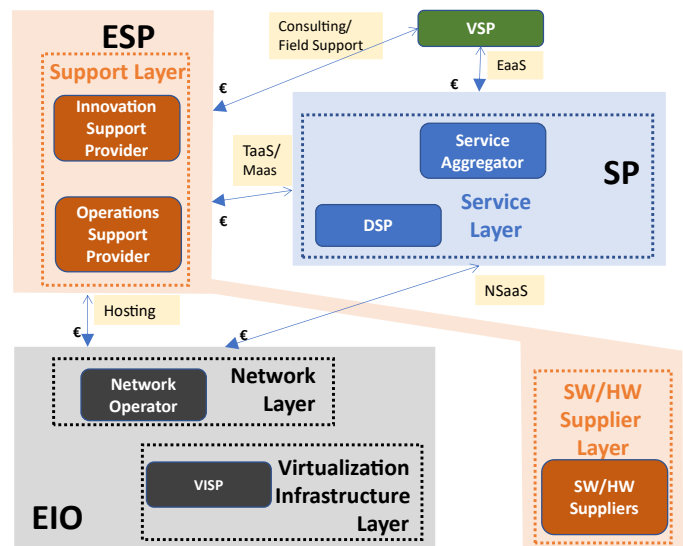 ESP
Support Layer
Innovation
Support
Provider
Operations
Support
Provider
Consulting/
Field Support
€
VSP
EaaS
€
TaaS/
Maas
€
Service
Aggregator
SP
Service
Layer
DSP
Hosting
€
NSaaS
€
Network
Operator
Network
Layer
VISP
Virtualization
Infrastructure
Layer
EIO
SW/HW
Supplier
Layer
SW/HW
Suppliers